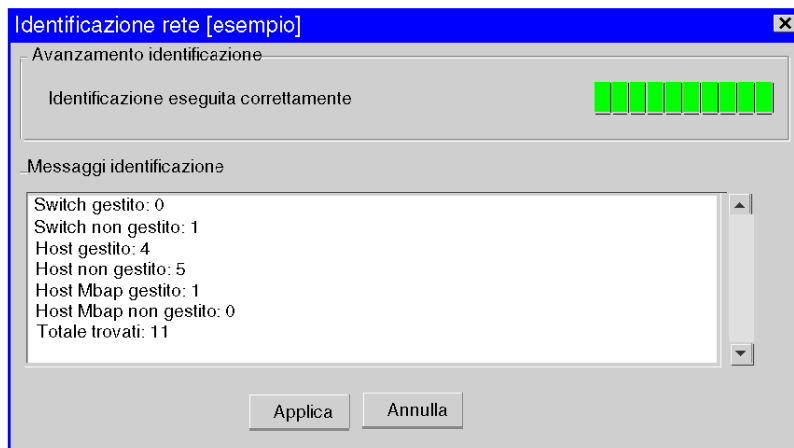 Identificazione rete [esempio]
Avanzamento identificazione
Identificazione eseguita correttamente
Messaggi identificazione
Switch gestito: 0
Switch non gestito: 1
Host gestito: 4
Host non gestito: 5
Host Mbap gestito: 1
Host Mbap non gestito: 0
Totale trovati: 11
Applica Annulla